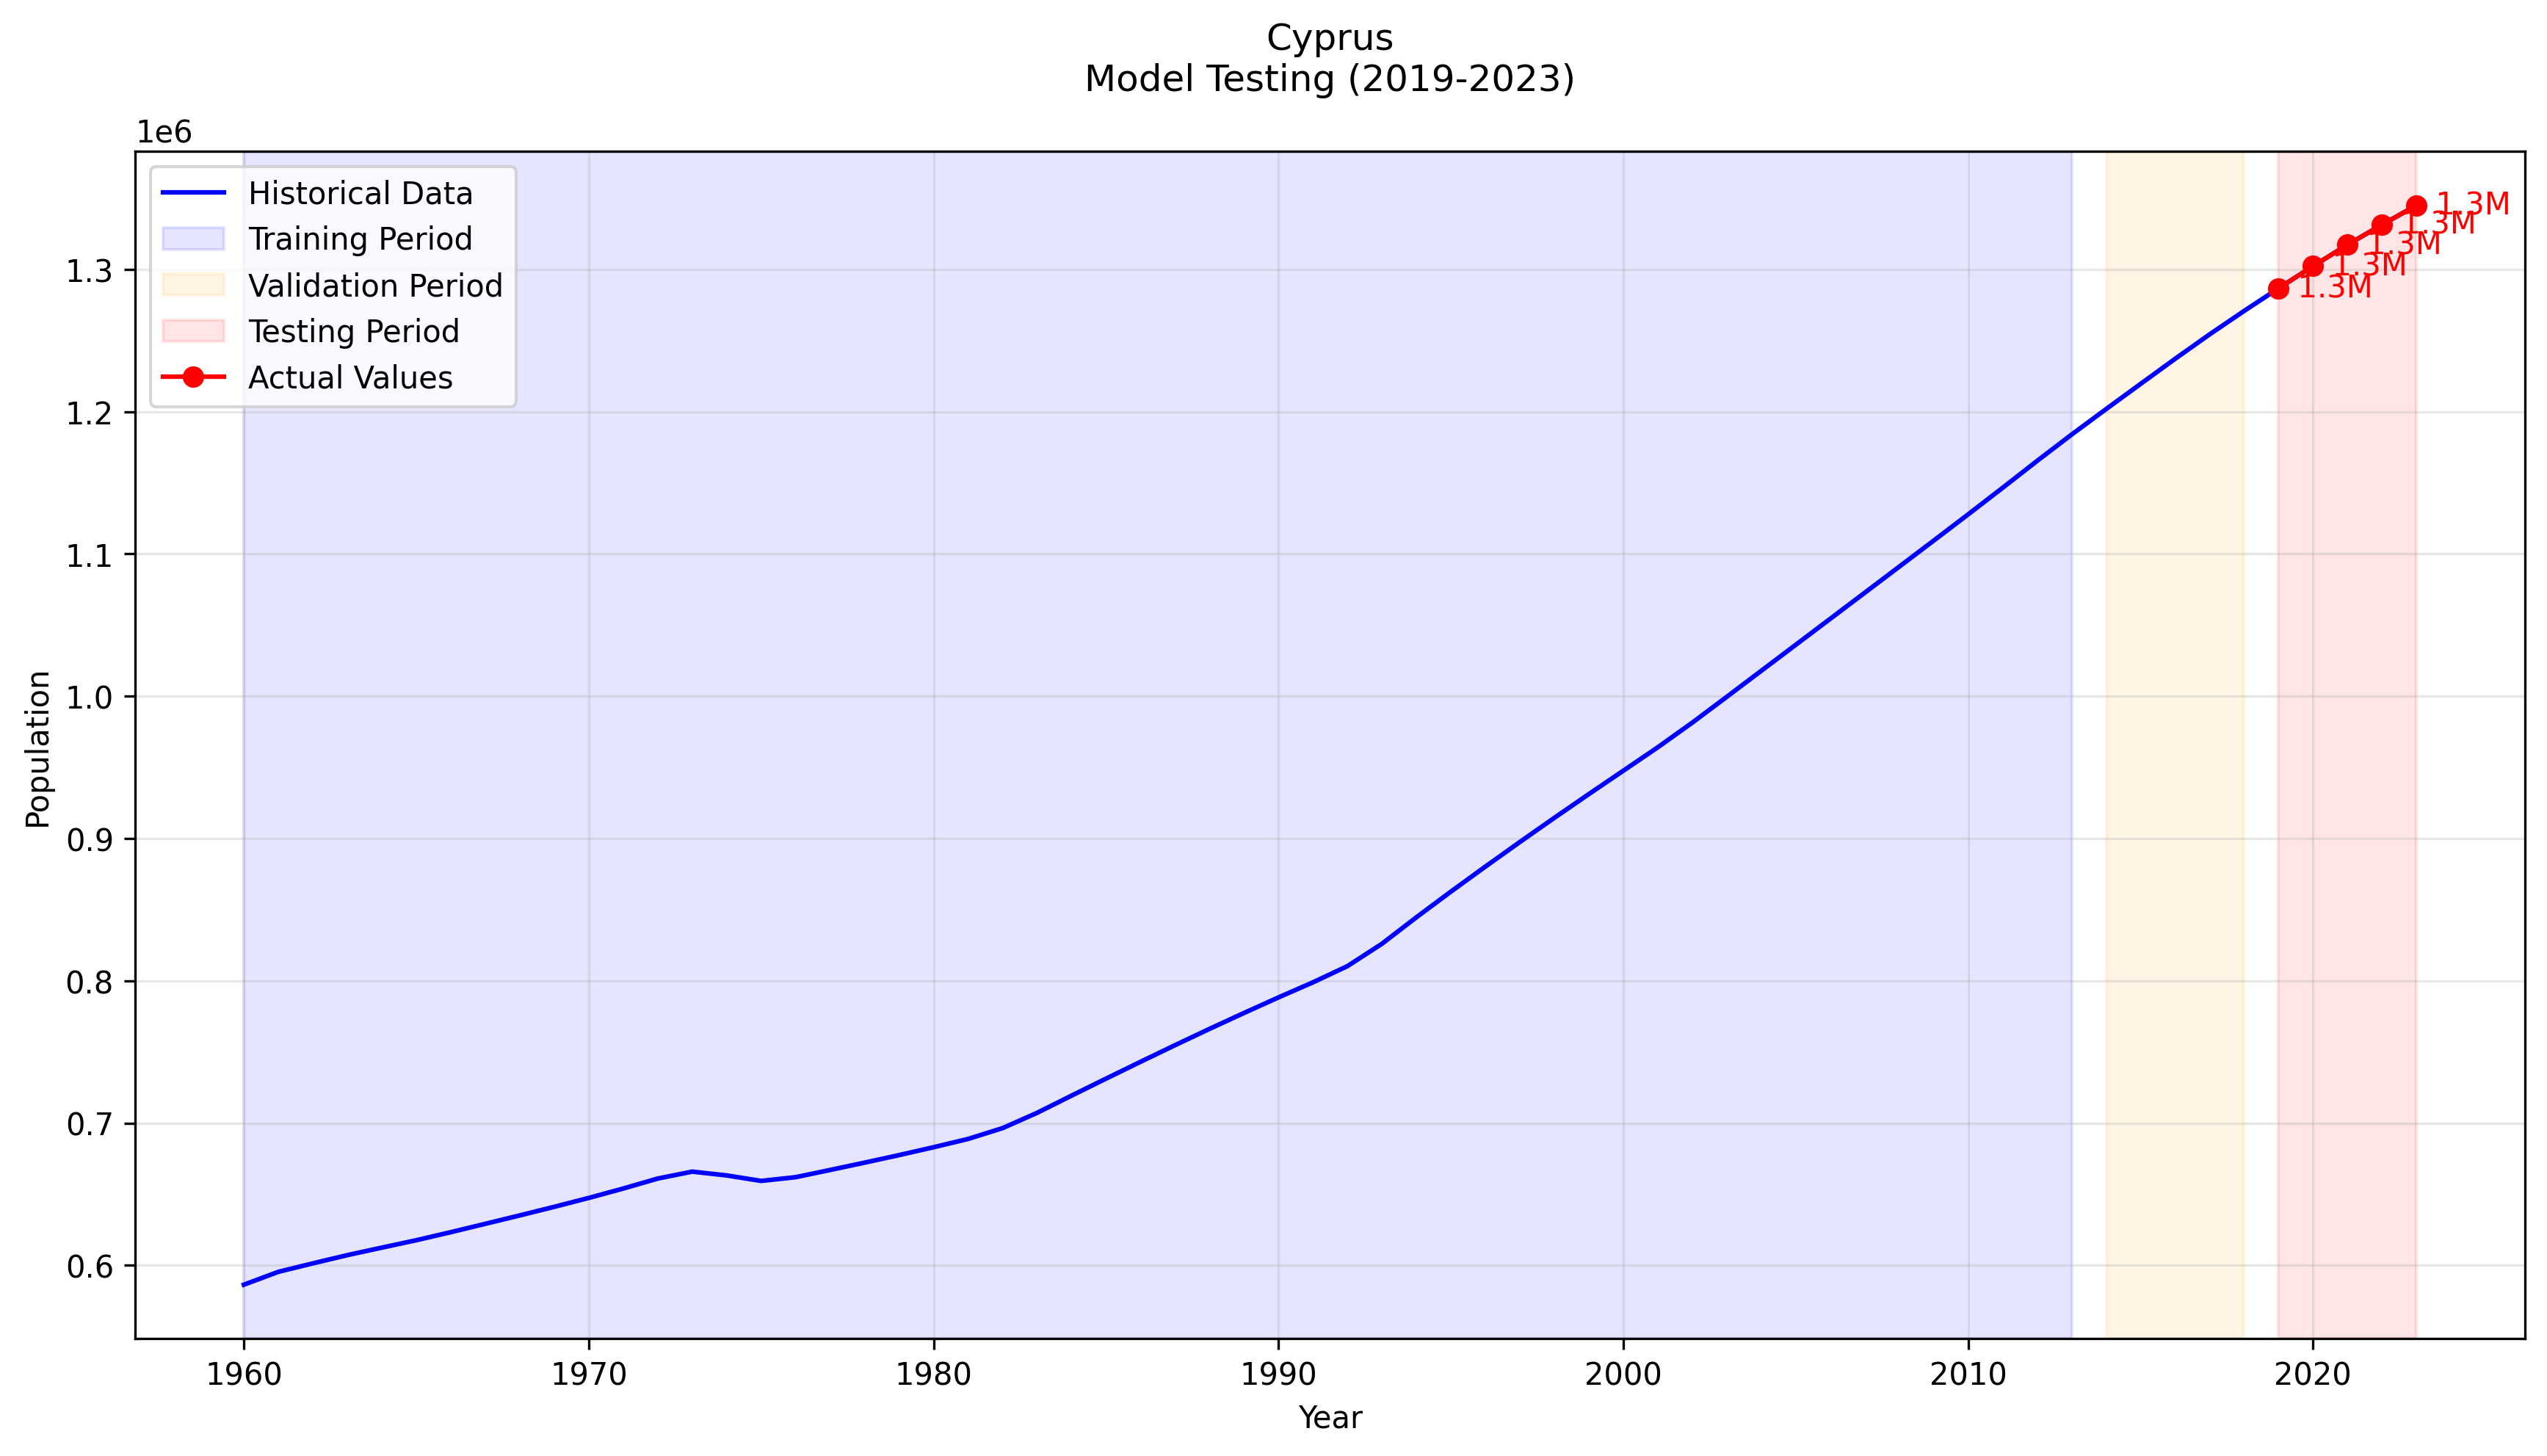 Cyprus
Model Testing (2019-2023)
1e6
Historical Data
Training Period
Validation Period
Testing Period
Actual Values
1.3M
1.3M
1.3M
1.3M
1.3M
1.3
1.2
1.1
1.0
0.9
0.8
0.7
0.6
Population
1960 1970 1980 1990 2000 2010 2020
Year